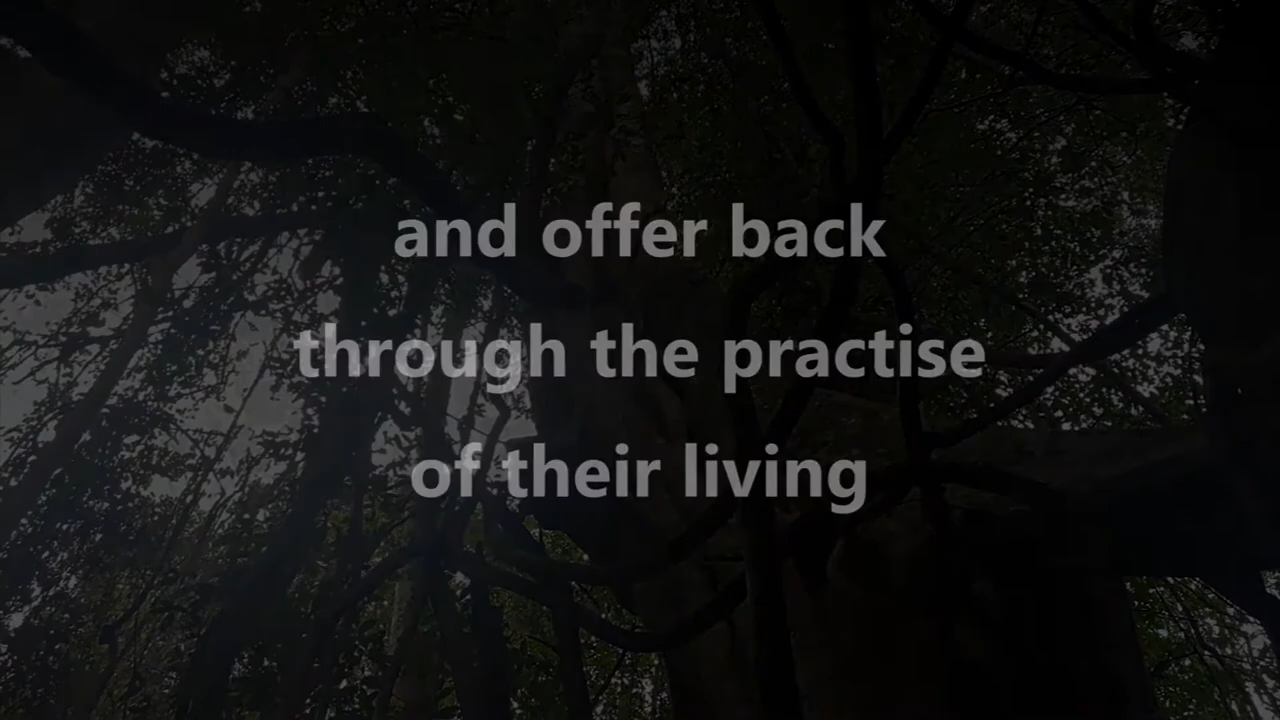 and offer back
through the practise
of their living